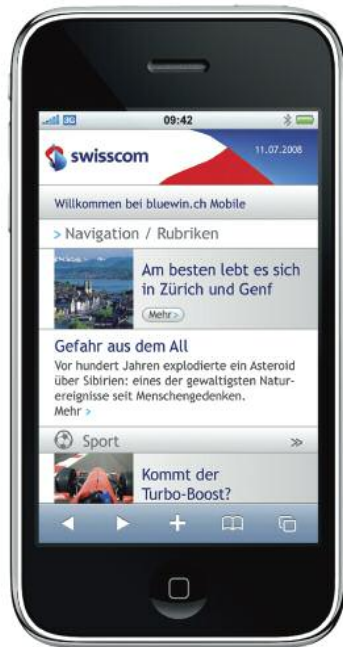 3G 09:42
swisscom
11.07.2008
Willkommen bei bluewin.ch Mobile
> Navigation / Rubriken
Am besten lebt es sich
in Zürich und Genf
Mehr >
Gefahr aus dem All
Vor hundert Jahren explodierte ein Asteroid
über Sibirien: eines der gewaltigsten Natur-
ereignisse seit Menschengedenken.
Mehr >
Sport »
Kommt der
Turbo-Boost?